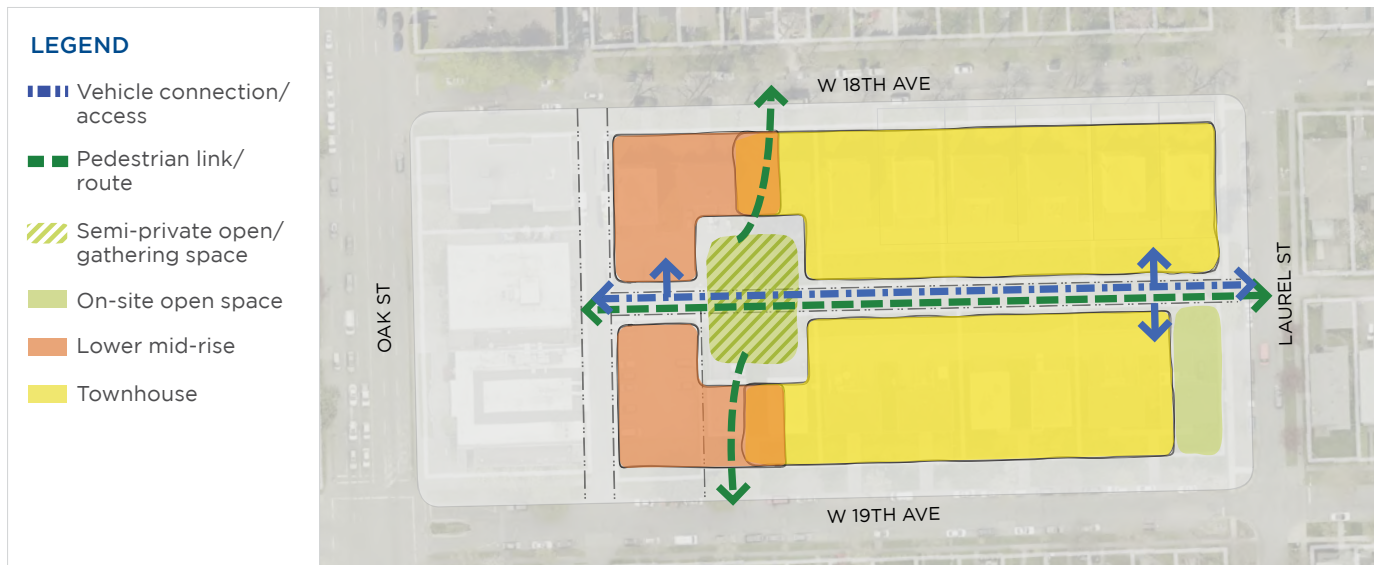 LEGEND
Vehicle connection/
access
Pedestrian link/
route
Semi-private open/
gathering space
On-site open space
Lower mid-rise
Townhouse
W 18TH AVE
OAK ST
LAUREL ST
W 19TH AVE